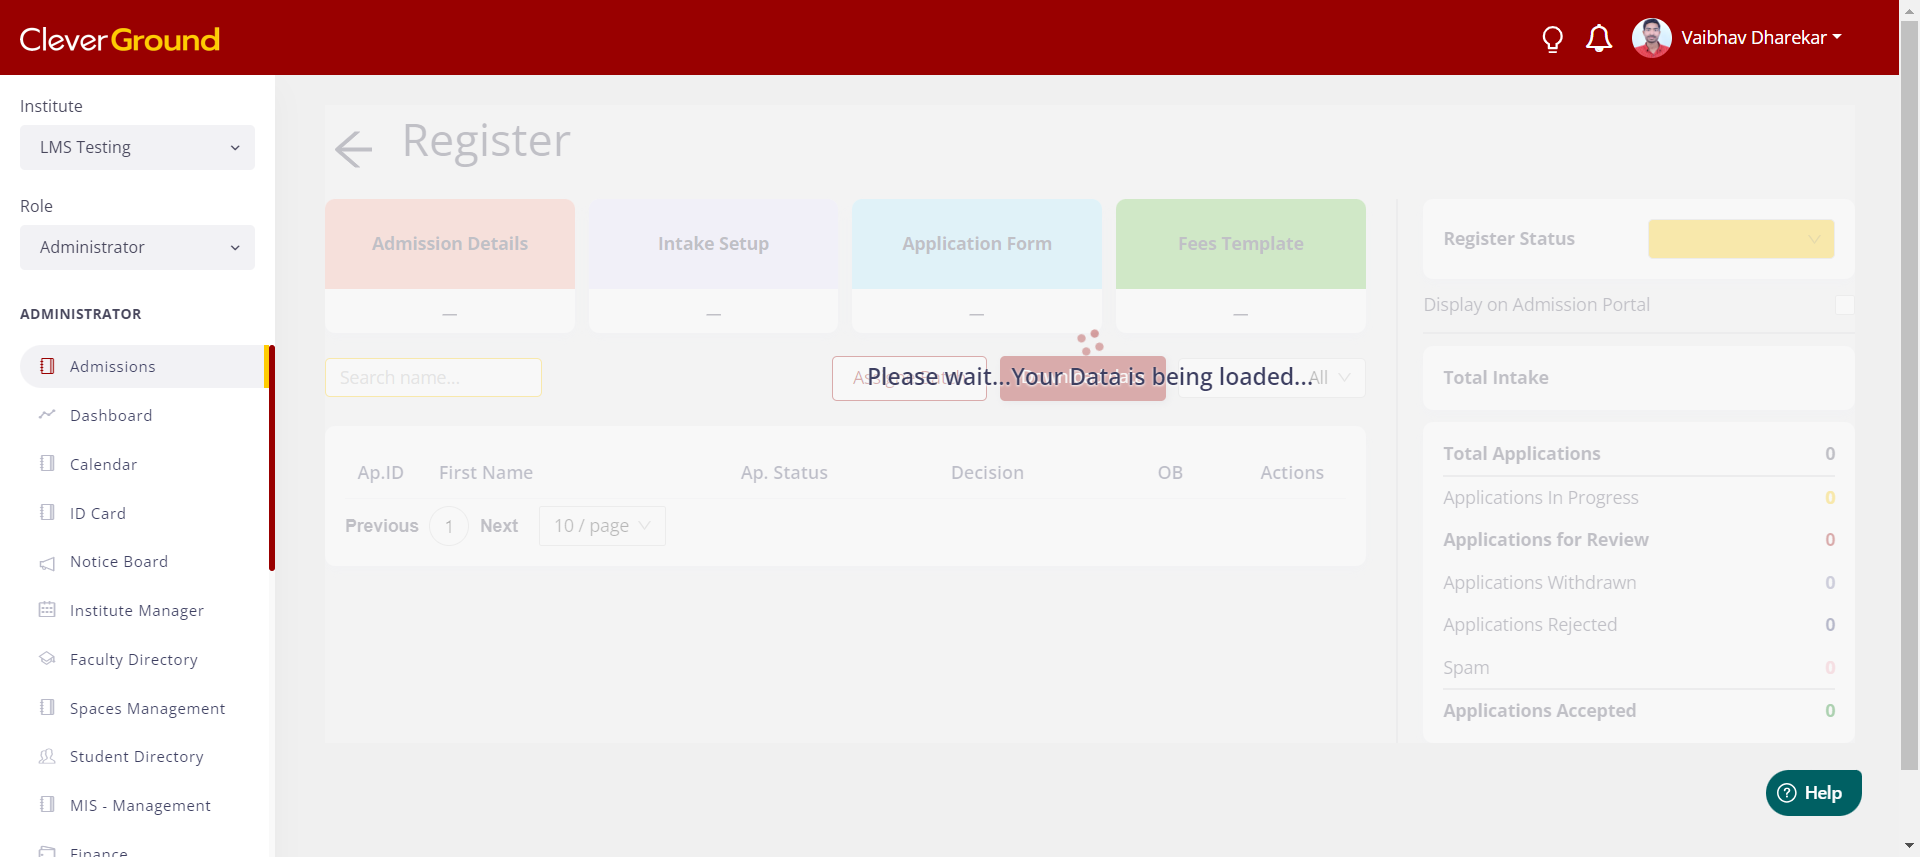 CleverGround
Vaibhav Dharekar
Institute
LMS Testing
Role
Administrator
ADMINISTRATOR
Admissions
Dashboard
Calendar
ID Card
Notice Board
Institute Manager
Faculty Directory
Spaces Management
Student Directory
MIS - Management
Finance
Register
Admission Details
Intake Setup
Application Form
Fees Template
—
—
—
—
Search name...
Please wait...Your Data is being loaded...
All
Ap.ID First Name Ap. Status Decision OB Actions
Previous 1 Next 10 / page
Register Status
Display on Admission Portal
Total Intake
Total Applications 0
Applications In Progress 0
Applications for Review 0
Applications Withdrawn 0
Applications Rejected 0
Spam 0
Applications Accepted 0
Help